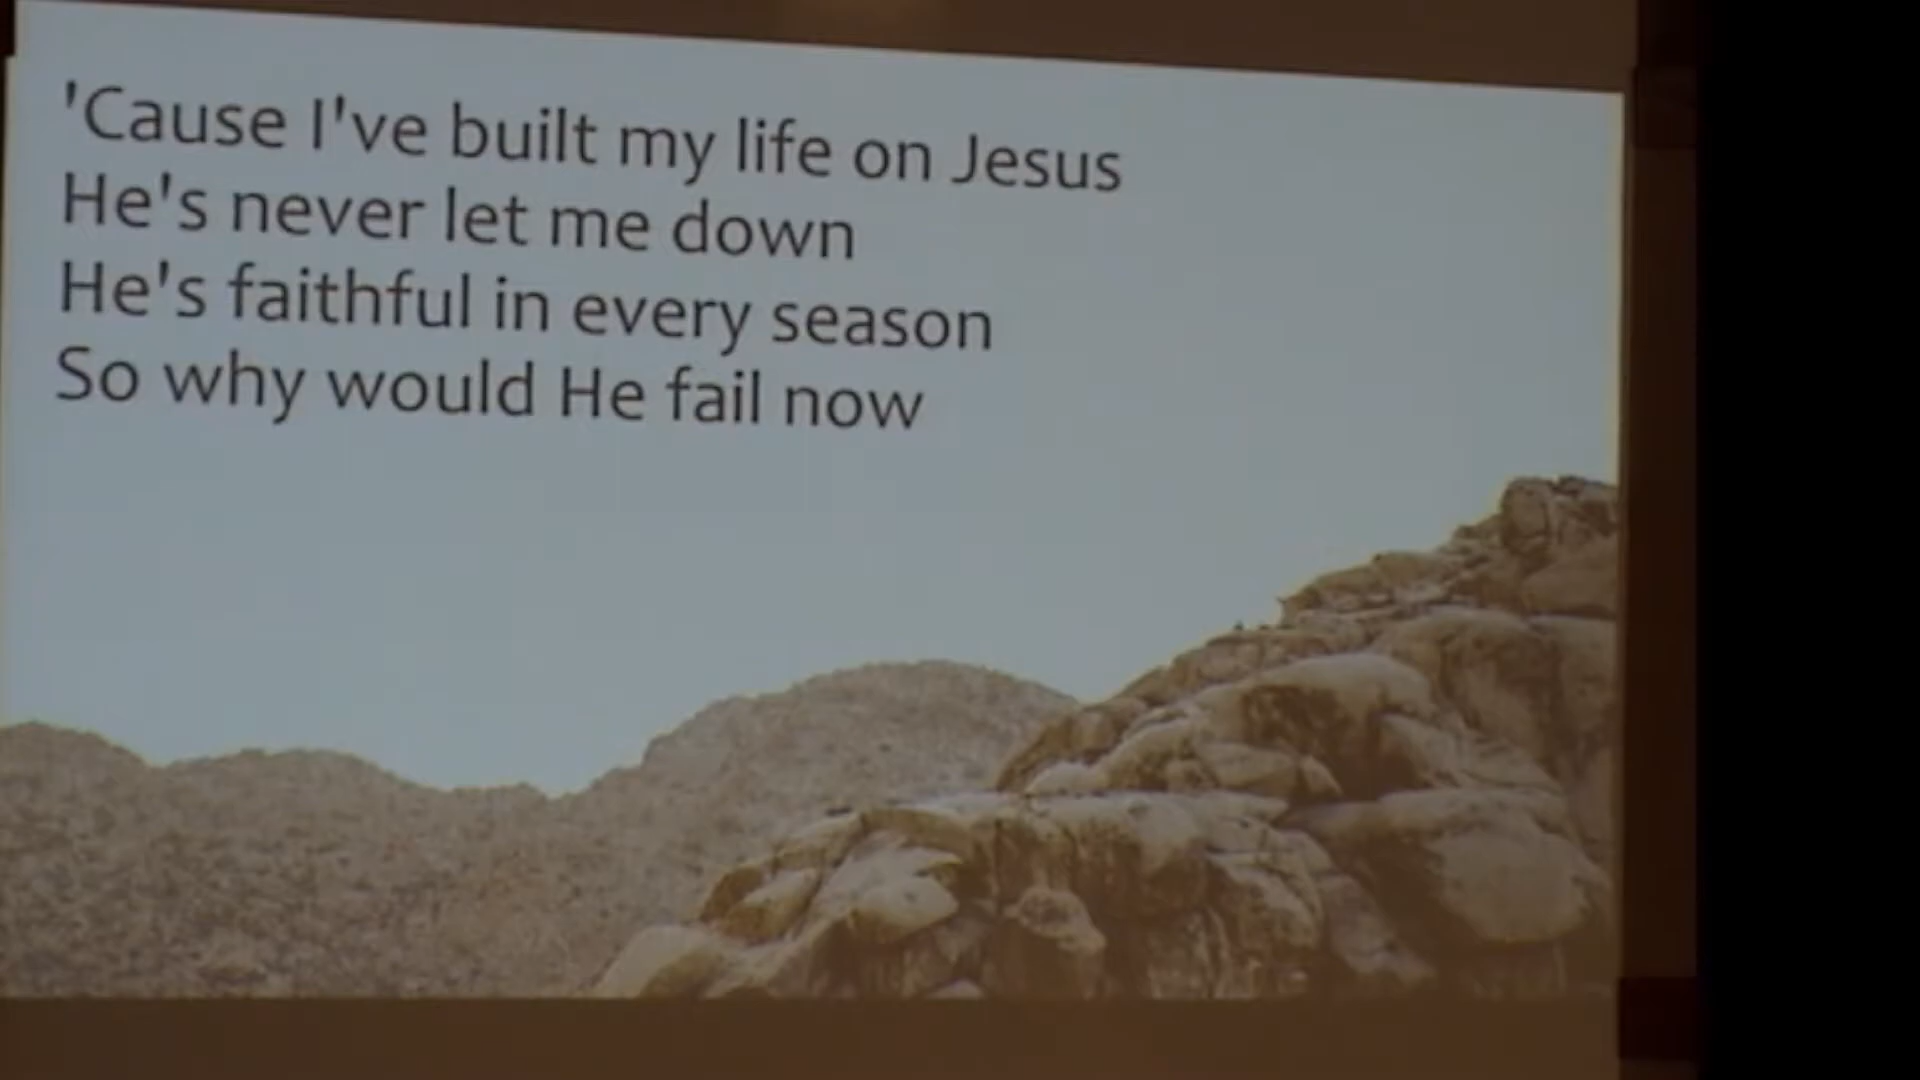 'Cause I've built my life on Jesus
He's never let me down
He's faithful in every season
So why would He fail now